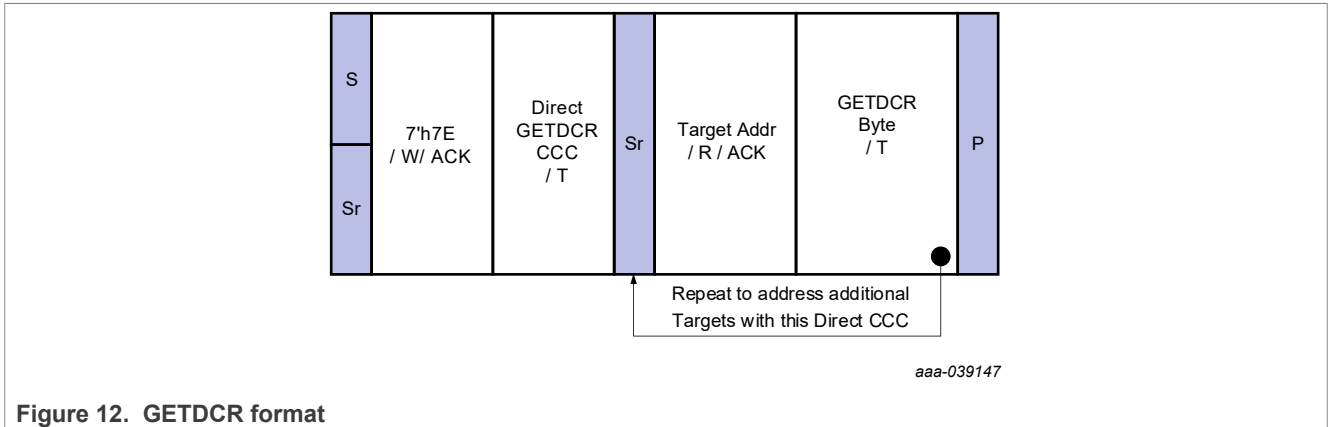 S
Sr
7'h7E
/ W/ ACK
Direct
GETDCR
CCC
/ T
Sr
Target Addr
/ R / ACK
GETDCR
Byte
/ T
P
Repeat to address additional
Targets with this Direct CCC
aaa-039147
Figure 12. GETDCR format